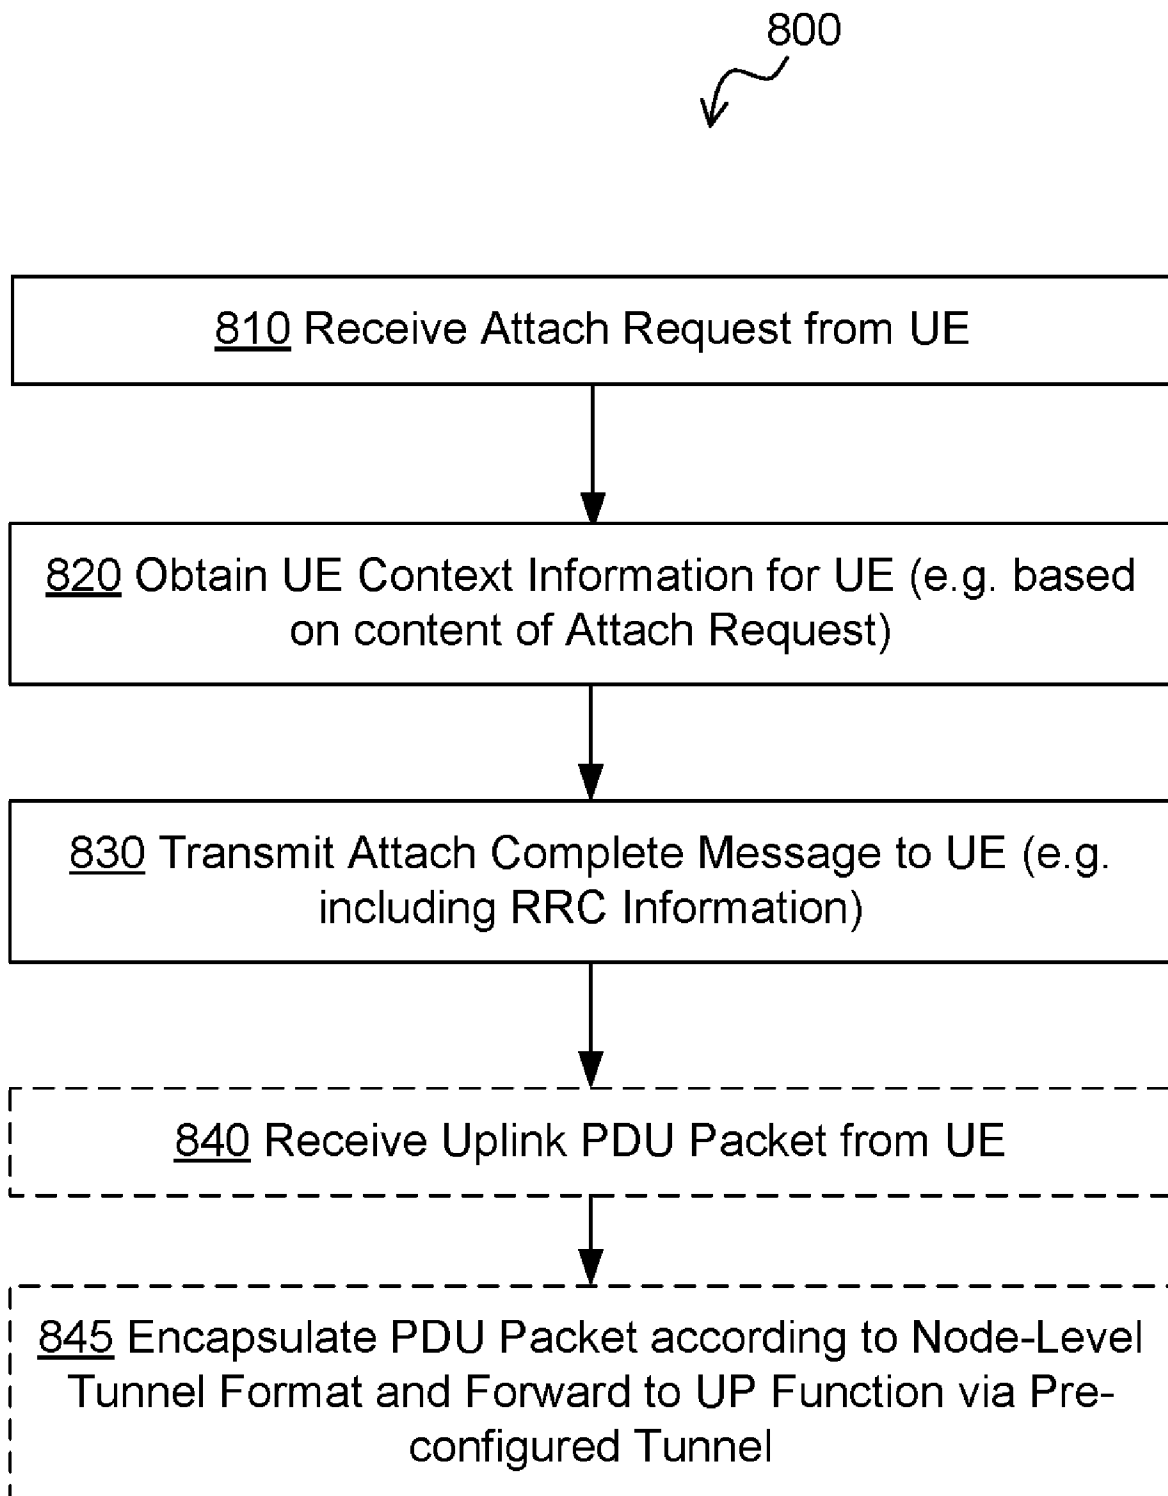 800
810 Receive Attach Request from UE
820 Obtain UE Context Information for UE (e.g. based
on content of Attach Request)
830 Transmit Attach Complete Message to UE (e.g.
including RRC Information)
840 Receive Uplink PDU Packet from UE
845 Encapsulate PDU Packet according to Node-Level
Tunnel Format and Forward to UP Function via Pre-
configured Tunnel